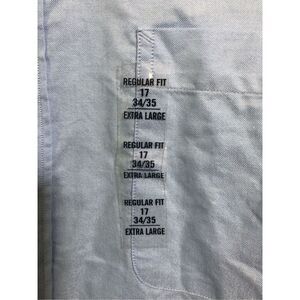 REGULAR FIT
17
34/35
EXTRA LARGE
REGULAR FIT
17
34/35
EXTRA LARGE
REGULAR FIT
17
34/35
EXTRA LARGE